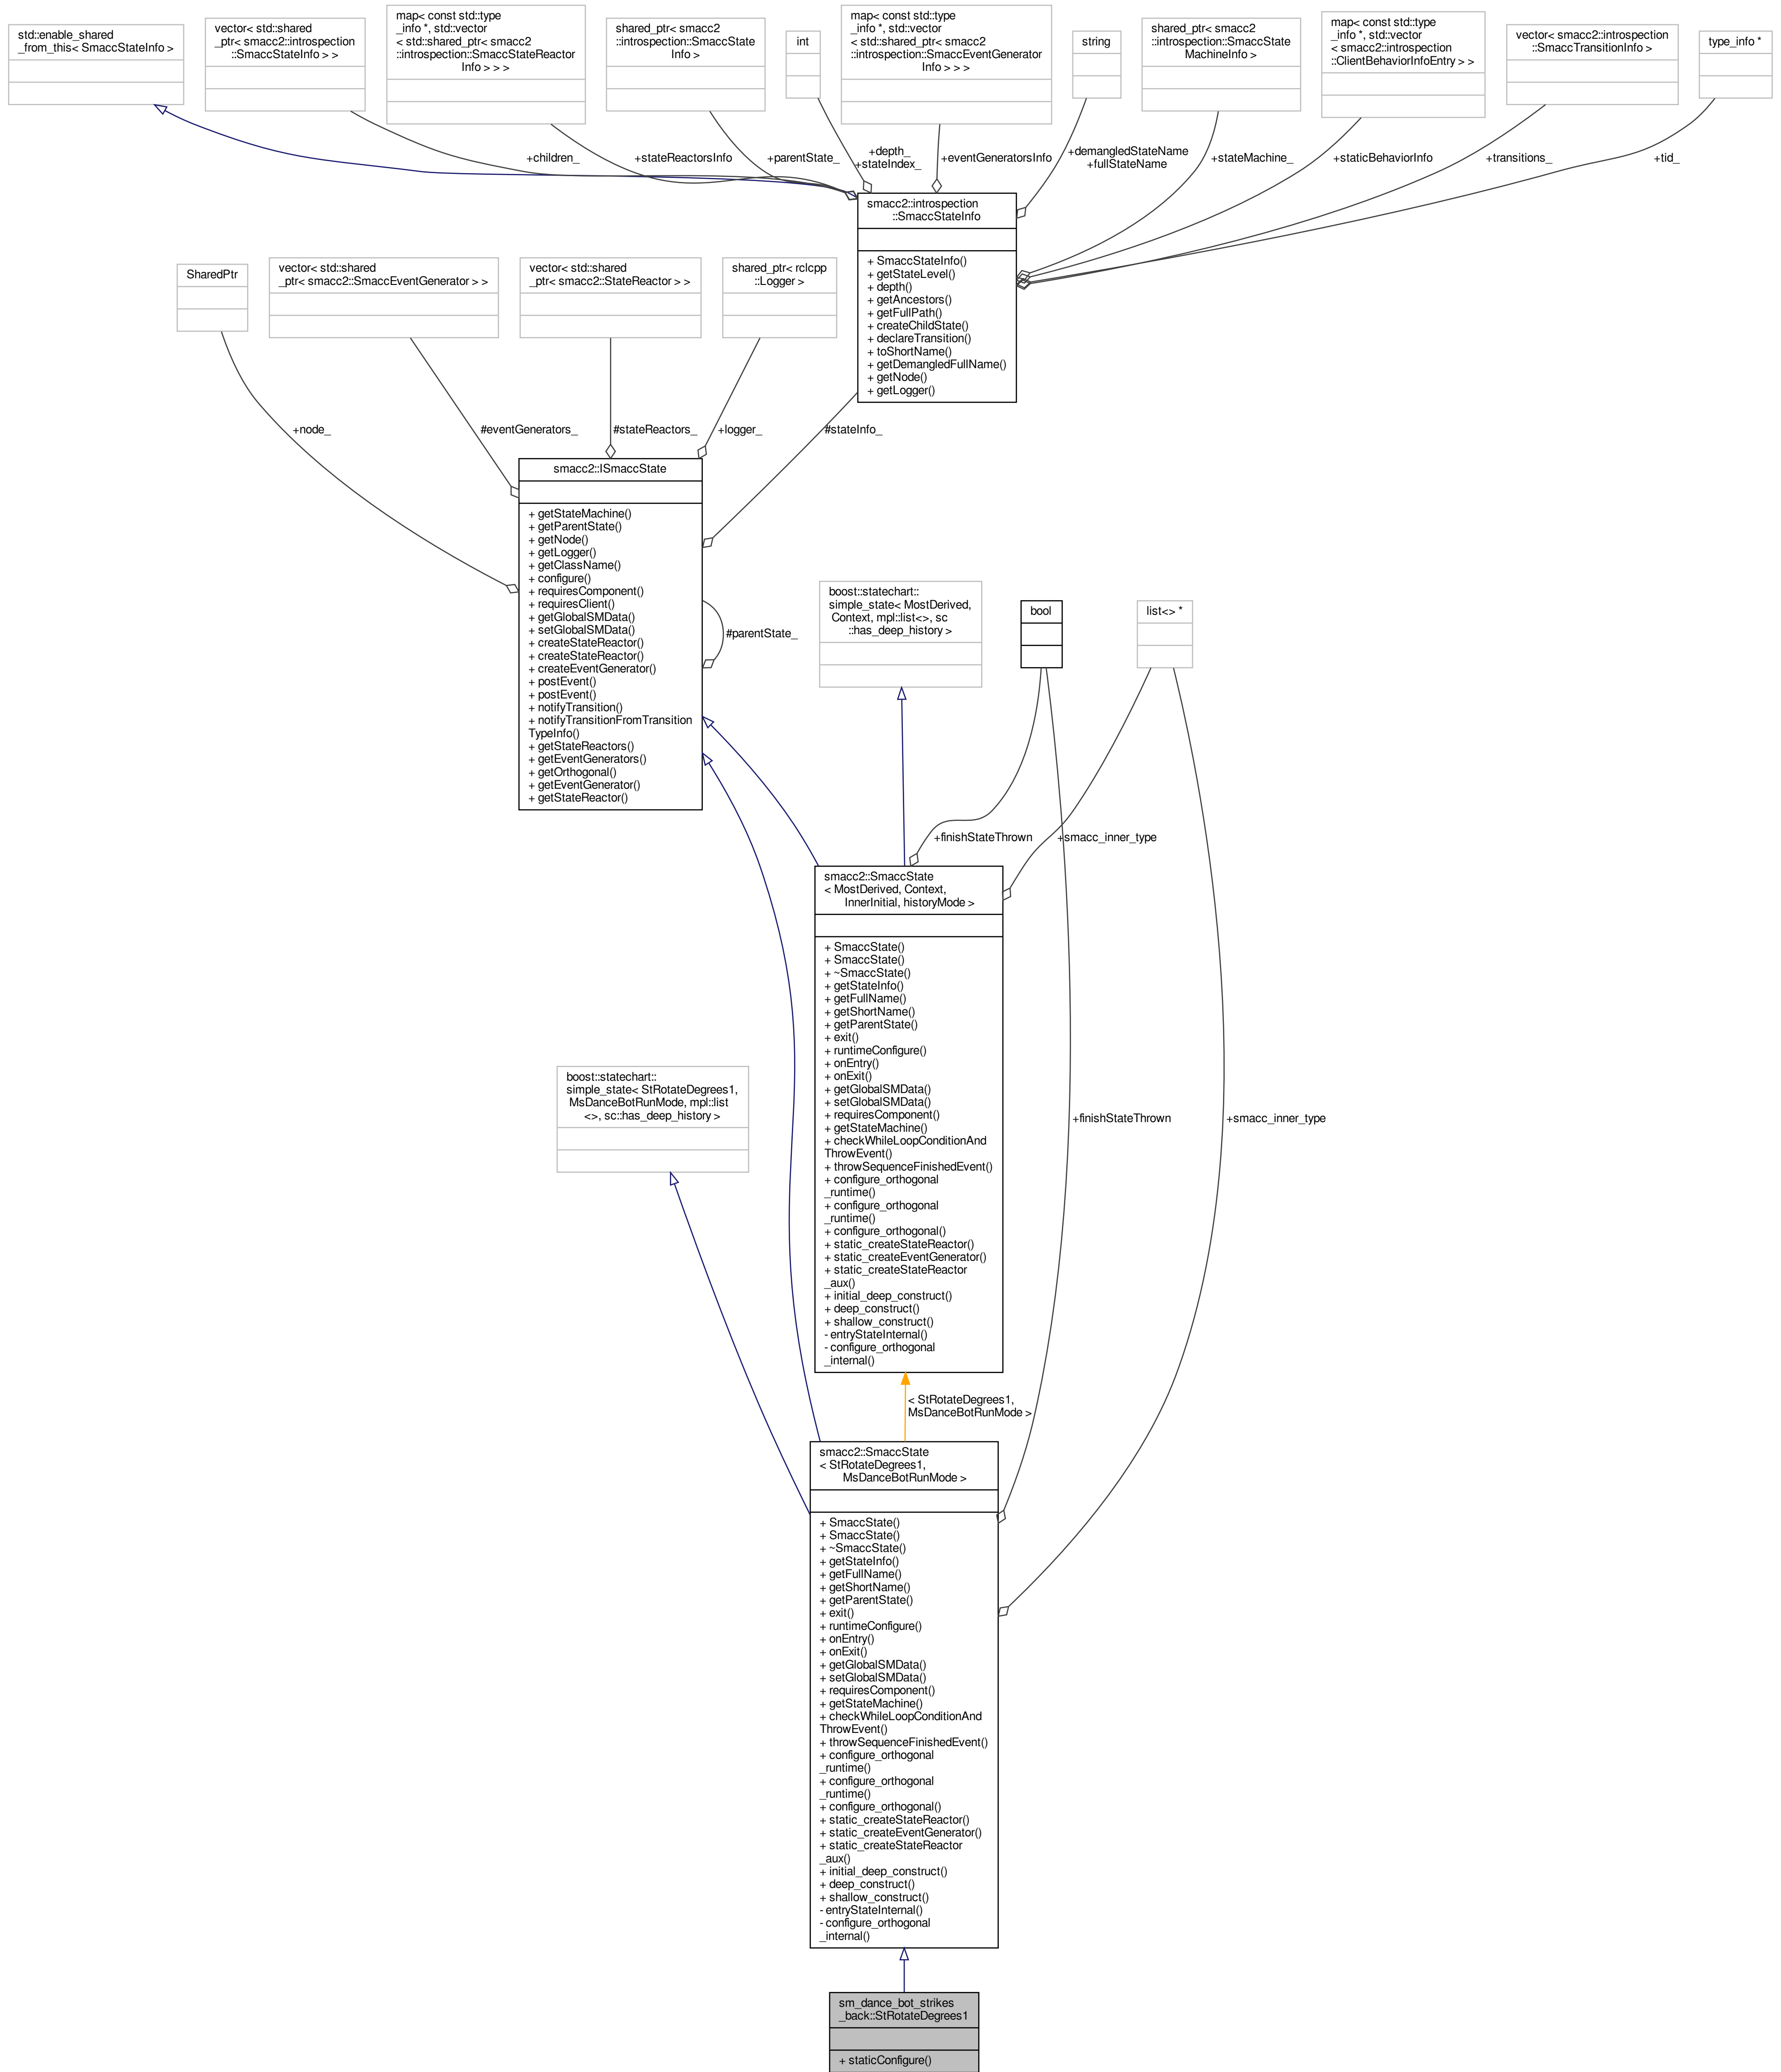 std::enable_shared
_from_this< SmaccStateInfo >
vector< std::shared
_ptr< smacc2::introspection
::SmaccStateInfo > >
map< const std::type
_info *, std::vector
< std::shared_ptr< smacc2
::introspection::SmaccStateReactor
Info > > >
shared_ptr< smacc2
::introspection::SmaccState
Info >
int
map< const std::type
_info *, std::vector
< std::shared_ptr< smacc2
::introspection::SmaccEventGenerator
Info > > >
string
shared_ptr< smacc2
::introspection::SmaccState
MachineInfo >
map< const std::type
_info *, std::vector
< smacc2::introspection
::ClientBehaviorInfoEntry > >
vector< smacc2::introspection
::SmaccTransitionInfo >
type_info *
+children_
+stateReactorsInfo
+parentState_
+depth_
+stateIndex_
+eventGeneratorsInfo
+demangledStateName
+fullStateName
+stateMachine_
+staticBehaviorInfo
+transitions_
+tid_
smacc2::introspection
::SmaccStateInfo
+ SmaccStateInfo()
+ getStateLevel()
+ depth()
+ getAncestors()
+ getFullPath()
+ createChildState()
+ declareTransition()
+ toShortName()
+ getDemangledFullName()
+ getNode()
+ getLogger()
SharedPtr
vector< std::shared
_ptr< smacc2::SmaccEventGenerator > >
vector< std::shared
_ptr< smacc2::StateReactor > >
shared_ptr< rclcpp
::Logger >
+node_
#eventGenerators_
#stateReactors_
+logger_
#stateInfo_
smacc2::ISmaccState
+ getStateMachine()
+ getParentState()
+ getNode()
+ getLogger()
+ getClassName()
+ configure()
+ requiresComponent()
+ requiresClient()
+ getGlobalSMData()
+ setGlobalSMData()
+ createStateReactor()
+ createStateReactor()
+ createEventGenerator()
+ postEvent()
+ postEvent()
+ notifyTransition()
+ notifyTransitionFromTransition
TypeInfo()
+ getStateReactors()
+ getEventGenerators()
+ getOrthogonal()
+ getEventGenerator()
+ getStateReactor()
#parentState_
boost::statechart::
simple_state< MostDerived,
Context, mpl::list<>, sc
::has_deep_history >
bool
list<> *
+finishStateThrown
+smacc_inner_type
smacc2::SmaccState
< MostDerived, Context,
InnerInitial, historyMode >
+ SmaccState()
+ SmaccState()
+ ~SmaccState()
+ getStateInfo()
+ getFullName()
+ getShortName()
+ getParentState()
+ exit()
+ runtimeConfigure()
+ onEntry()
+ onExit()
+ getGlobalSMData()
+ setGlobalSMData()
+ requiresComponent()
+ getStateMachine()
+ checkWhileLoopConditionAnd
ThrowEvent()
+ throwSequenceFinishedEvent()
+ configure_orthogonal
_runtime()
+ configure_orthogonal
_runtime()
+ configure_orthogonal()
+ static_createStateReactor()
+ static_createEventGenerator()
+ static_createStateReactor
_aux()
+ initial_deep_construct()
+ deep_construct()
+ shallow_construct()
- entryStateInternal()
- configure_orthogonal
_internal()
boost::statechart::
simple_state< StRotateDegrees1,
MsDanceBotRunMode, mpl::list
<>, sc::has_deep_history >
+finishStateThrown
+smacc_inner_type
< StRotateDegrees1,
MsDanceBotRunMode >
smacc2::SmaccState
< StRotateDegrees1,
MsDanceBotRunMode >
+ SmaccState()
+ SmaccState()
+ ~SmaccState()
+ getStateInfo()
+ getFullName()
+ getShortName()
+ getParentState()
+ exit()
+ runtimeConfigure()
+ onEntry()
+ onExit()
+ getGlobalSMData()
+ setGlobalSMData()
+ requiresComponent()
+ getStateMachine()
+ checkWhileLoopConditionAnd
ThrowEvent()
+ throwSequenceFinishedEvent()
+ configure_orthogonal
_runtime()
+ configure_orthogonal
_runtime()
+ configure_orthogonal()
+ static_createStateReactor()
+ static_createEventGenerator()
+ static_createStateReactor
_aux()
+ initial_deep_construct()
+ deep_construct()
+ shallow_construct()
- entryStateInternal()
- configure_orthogonal
_internal()
sm_dance_bot_strikes
_back::StRotateDegrees1
+ staticConfigure()